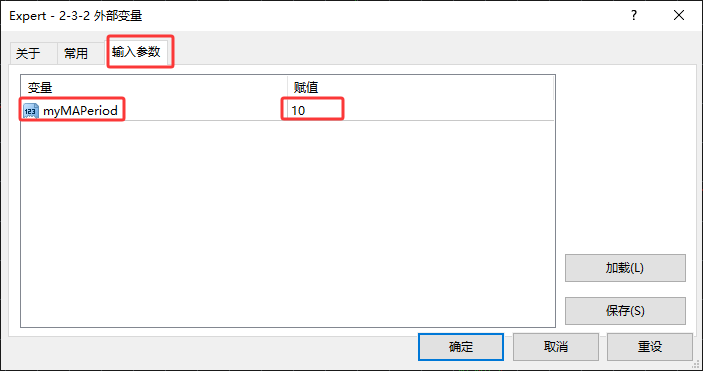 Expert - 2-3-2 外部变量
关于 常用 输入参数
变量 赋值
123 myMAPeriod 10
加载(L)
保存(S)
确定 取消 重设